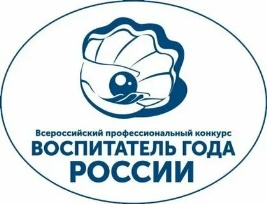 Всероссийский профессиональный конкурс
ВОСПИТАТЕЛЬ ГОДА
РОССИИ